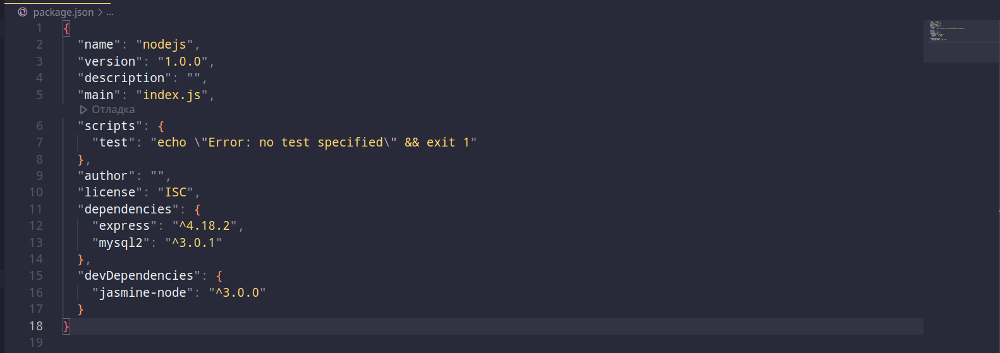 package.json > ...
1 {
2 "name": "nodejs",
3 "version": "1.0.0",
4 "description": "",
5 "main": "index.js",
Отладка
6 "scripts": {
7 "test": "echo \"Error: no test specified\" && exit 1"
8 },
9 "author": "",
10 "license": "ISC",
11 "dependencies": {
12 "express": "^4.18.2",
13 "mysql2": "^3.0.1"
14 },
15 "devDependencies": {
16 "jasmine-node": "^3.0.0"
17 }
18 }
19